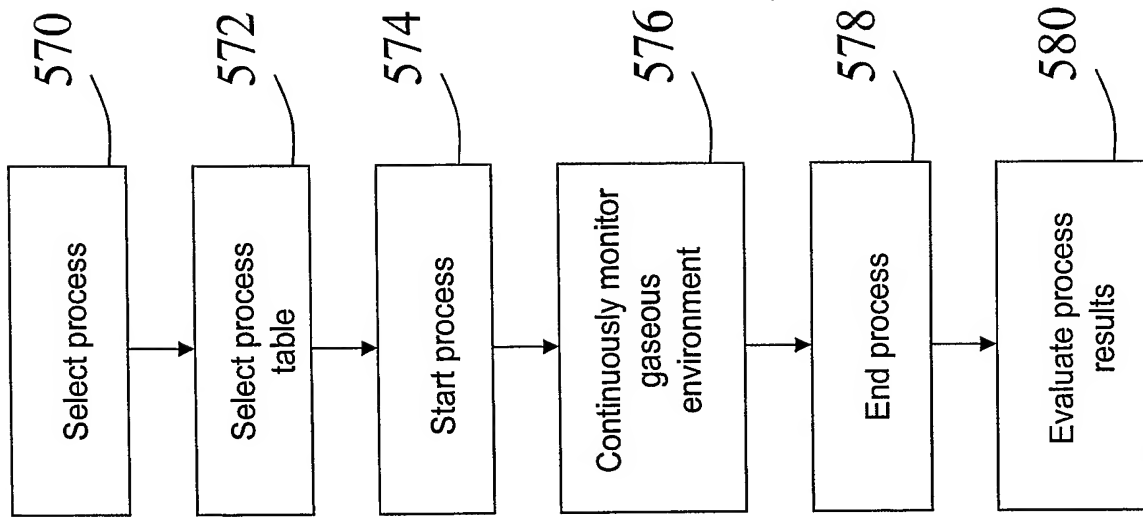 570
Select process
572
Select process
table
574
Start process
576
Continuously monitor
gaseous
environment
578
End process
580
Evaluate process
results